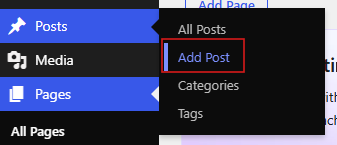 Add Page
Posts
All Posts
Add Post
Media
Categories
Pages
Tags
All Pages